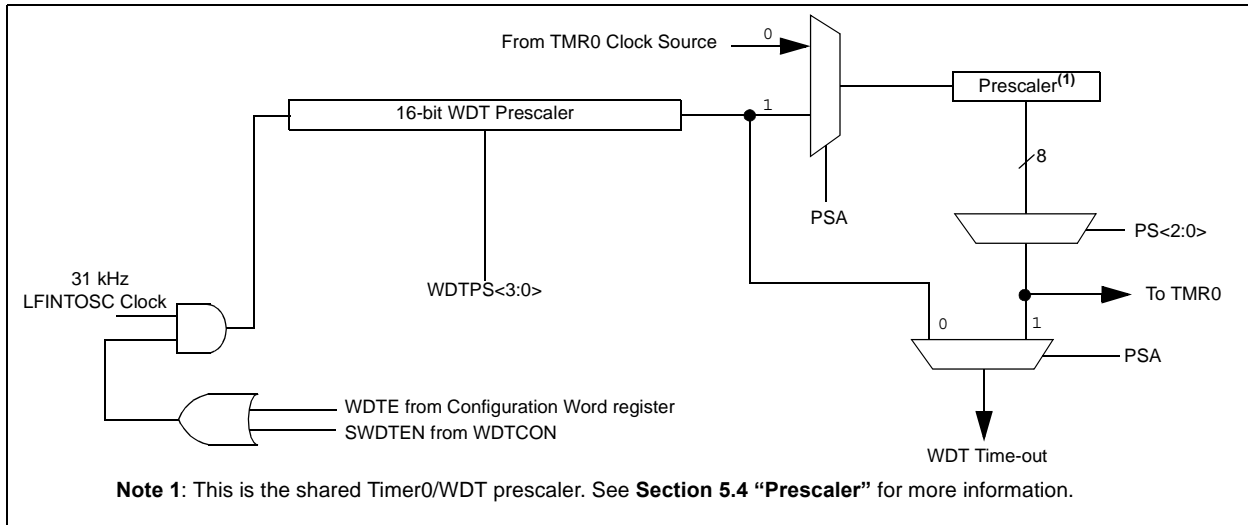 From TMR0 Clock Source
0
Prescaler(1)
16-bit WDT Prescaler
1
8
PSA
PS<2:0>
31 kHz
LFINTOSC Clock
WDTPS<3:0>
To TMR0
0
1
PSA
WDTE from Configuration Word register
SWDTEN from WDTCON
WDT Time-out
Note 1: This is the shared Timer0/WDT prescaler. See Section 5.4 “Prescaler” for more information.